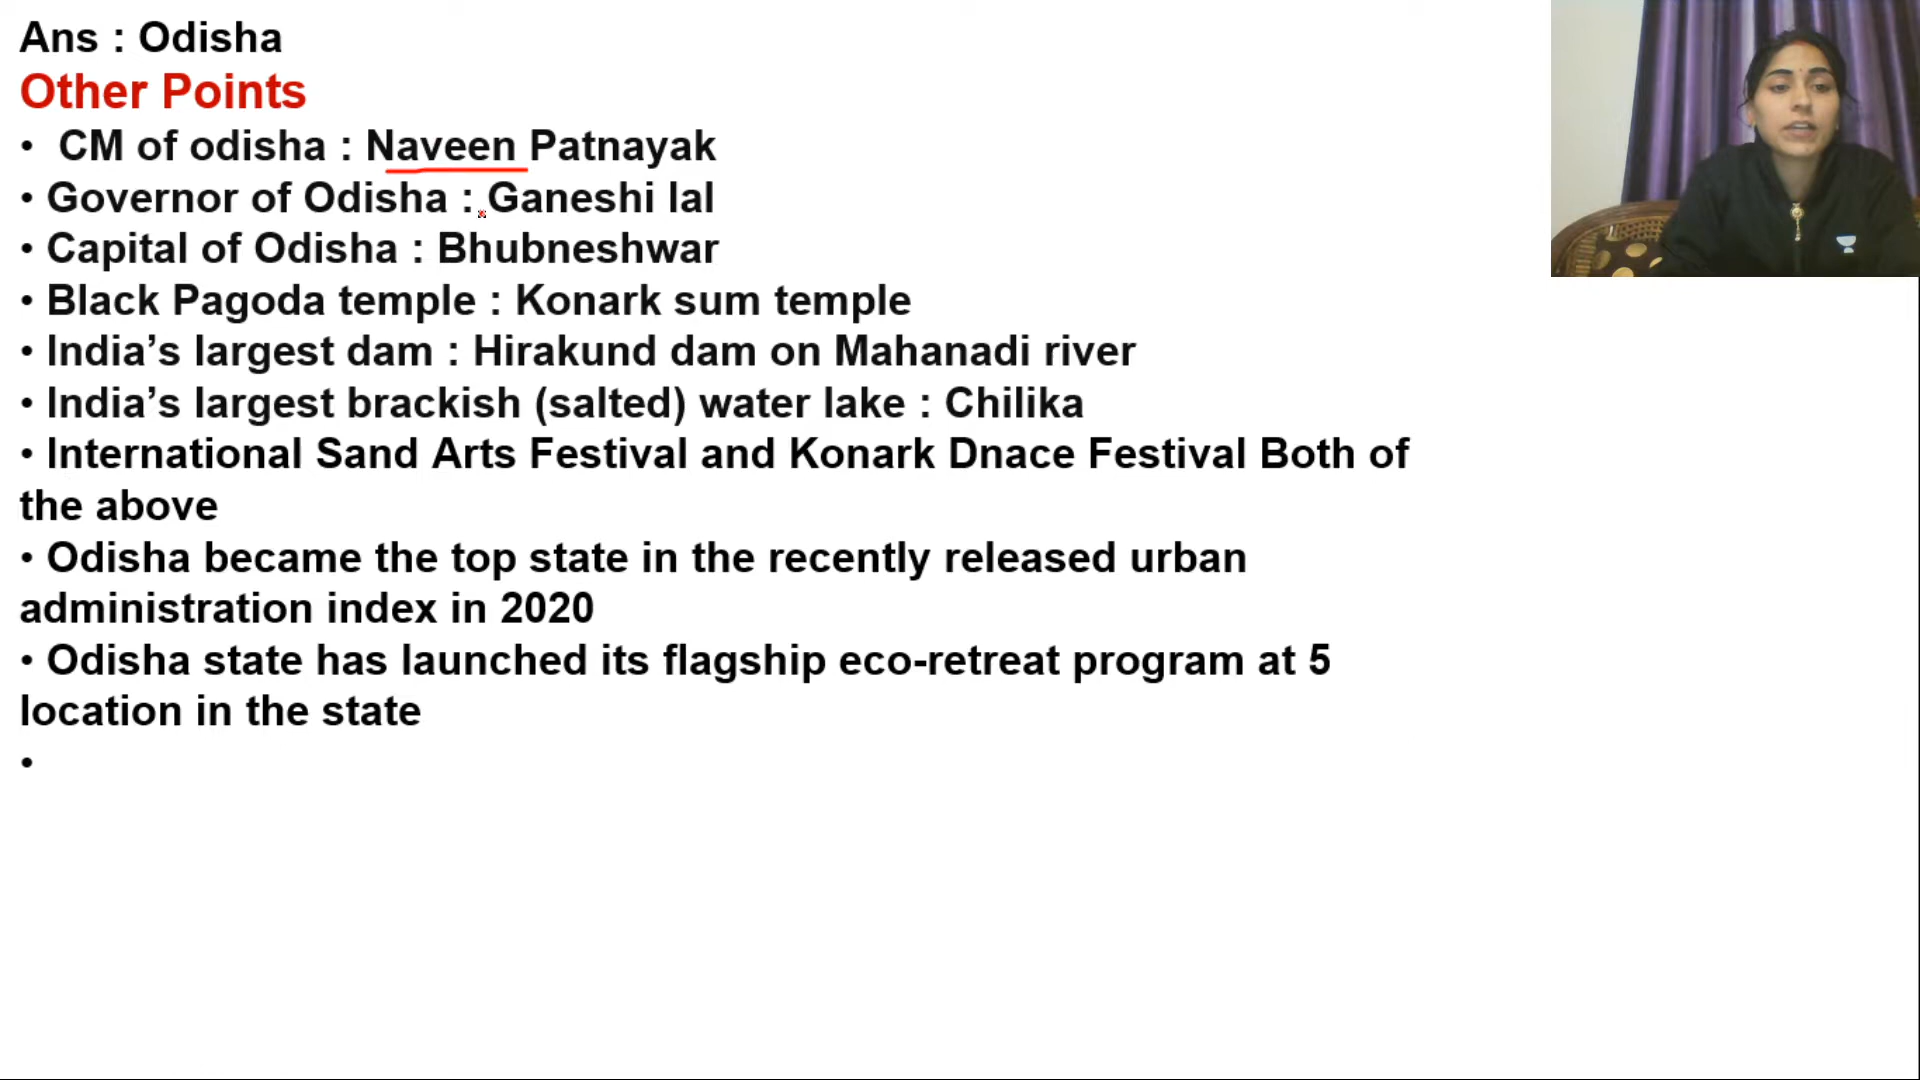 Ans : Odisha
Other Points
• CM of odisha : Naveen Patnayak
• Governor of Odisha : Ganeshi lal
• Capital of Odisha : Bhubneshwar
• Black Pagoda temple : Konark sum temple
• India’s largest dam : Hirakund dam on Mahanadi river
• India’s largest brackish (salted) water lake : Chilika
• International Sand Arts Festival and Konark Dnace Festival Both of
the above
• Odisha became the top state in the recently released urban
administration index in 2020
• Odisha state has launched its flagship eco-retreat program at 5
location in the state
•